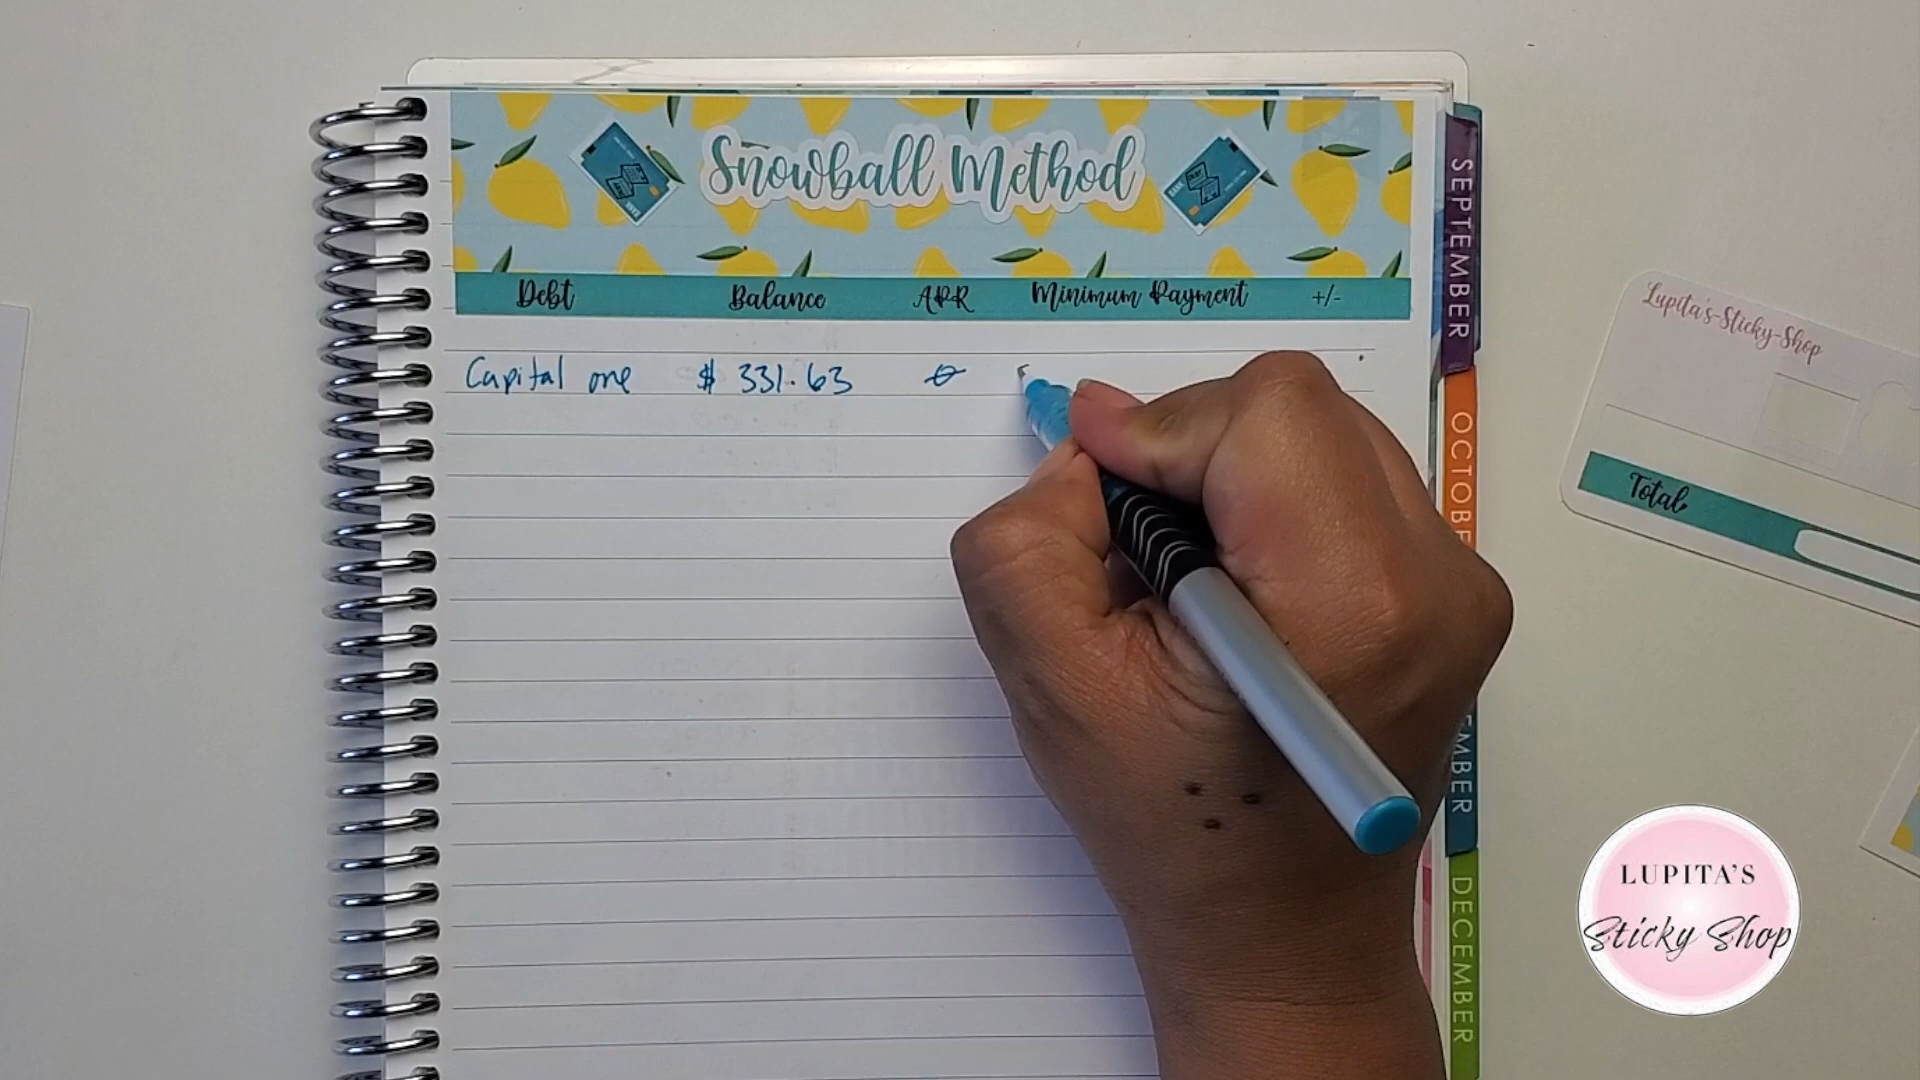 Snowball Method
Debt Balance APR Minimum Payment +/-
Capital one $ 331.63 0
SEPTEMBER
OCTOBE
EMBER
DECEMBER
Lupita's-Sticky-Shop
Total
LUPITA'S
Sticky Shop